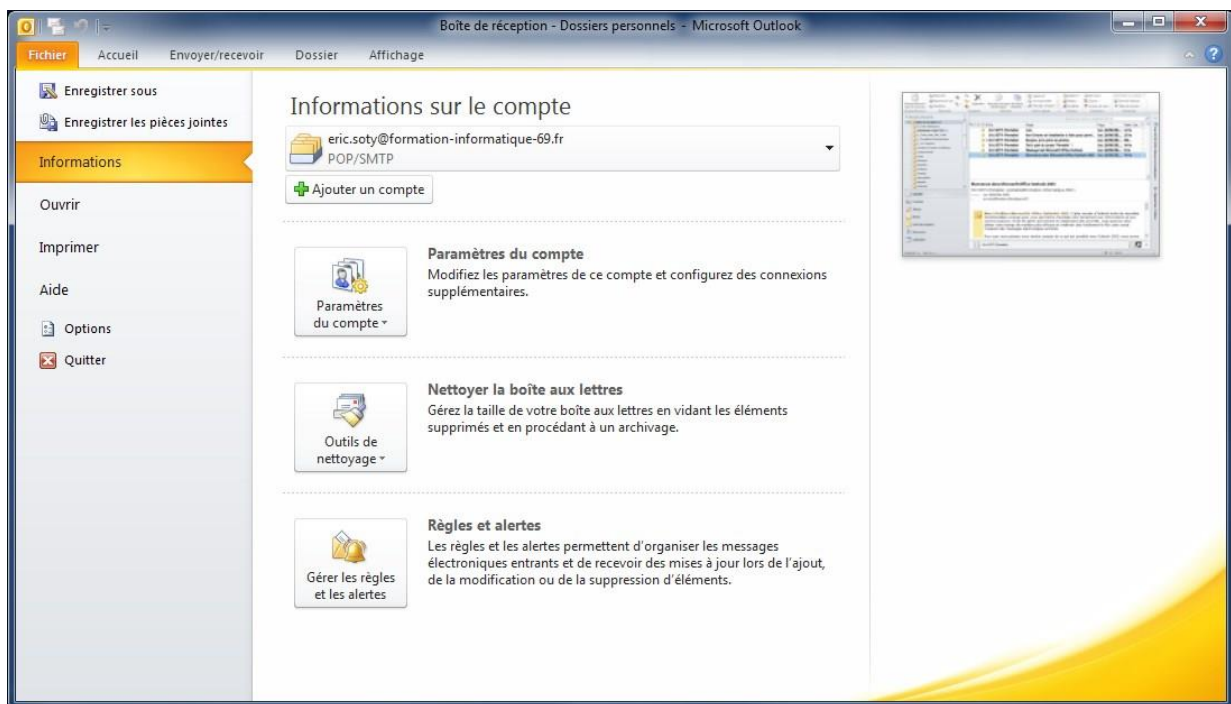 Boîte de réception - Dossiers personnels - Microsoft Outlook
Fichier Accueil Envoyer/recevoir Dossier Affichage
Enregistrer sous
Enregistrer les pièces jointes
Informations
Ouvrir
Imprimer
Aide
Options
Quitter
Informations sur le compte
eric.soty@formation-informatique-69.fr
POP/SMTP
Ajouter un compte
Paramètres
du compte
Paramètres du compte
Modifiez les paramètres de ce compte et configurez des connexions
supplémentaires.
Outils de
nettoyage
Nettoyer la boîte aux lettres
Gérez la taille de votre boîte aux lettres en vidant les éléments
supprimés et en procédant à un archivage.
Gérer les règles
et les alertes
Règles et alertes
Les règles et les alertes permettent d'organiser les messages
électroniques entrants et de recevoir des mises à jour lors de l'ajout,
de la modification ou de la suppression d'éléments.